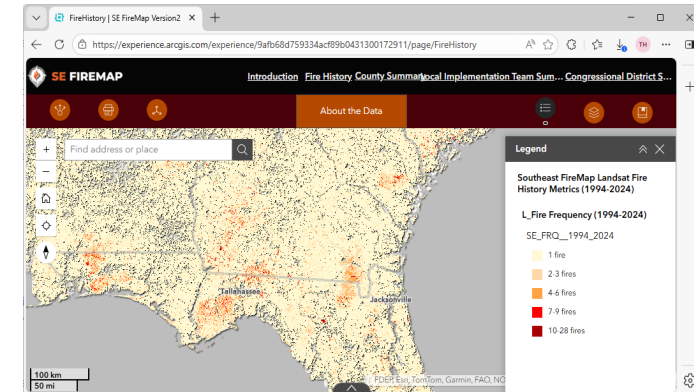 FireHistory | SE FireMap Version2
https://experience.arcgis.com/experience/9afb68d759334acf89b0431300172911/page/FireHistory
TH
SE FIREMAP
Introduction Fire History County Summary Local Implementation Team Sum... Congressional District S...
About the Data
Find address or place
Legend
Southeast FireMap Landsat Fire
History Metrics (1994-2024)
L_Fire Frequency (1994-2024)
SE_FRQ__1994_2024
1 fire
2-3 fires
4-6 fires
7-9 fires
10-28 fires
Tallahassee
Jacksonville
100 km
50 mi
FDEP, Esri, TomTom, Garmin, FAO, NO